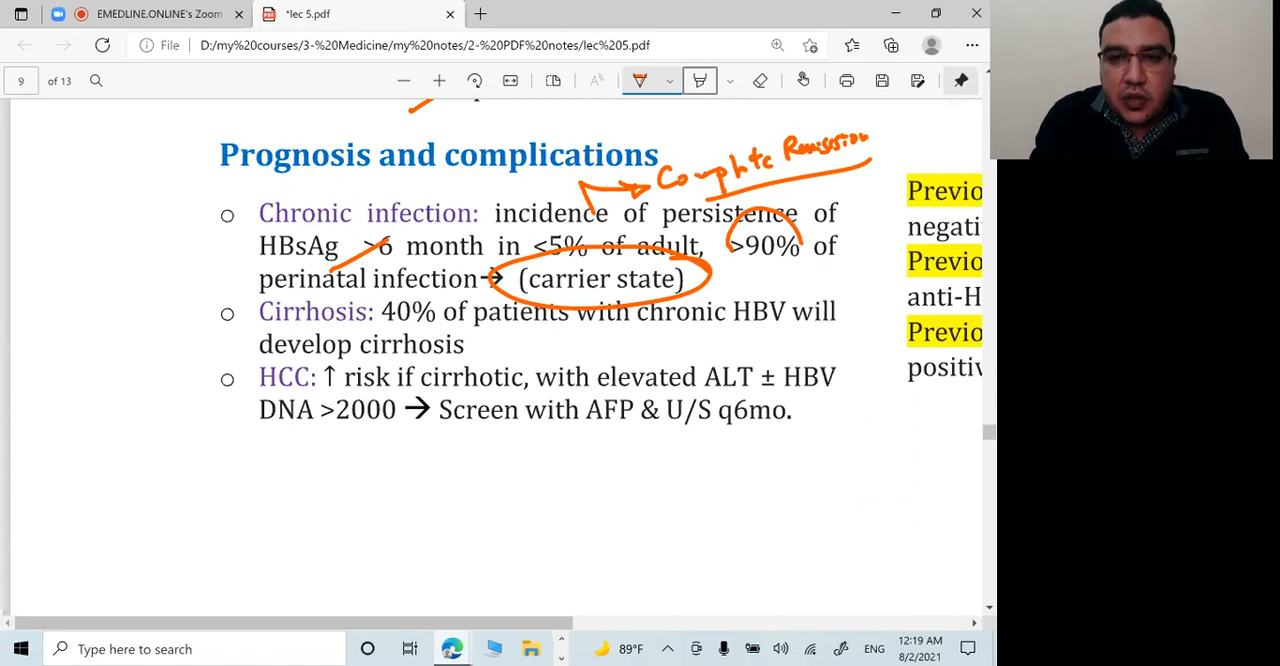 EMEDLINE.ONLINE's Zoom
*lec 5.pdf
File
D:/my%20courses/3-%20Medicine/my%20notes/2-%20PDF%20notes/lec%205.pdf
9 of 13
Prognosis and complications
Complete Remission
Chronic infection: incidence of persistence of
HBsAg >6 month in <5% of adult, >90% of
perinatal infection→ (carrier state)
Cirrhosis: 40% of patients with chronic HBV will
develop cirrhosis
HCC: ↑ risk if cirrhotic, with elevated ALT ± HBV
DNA >2000 → Screen with AFP & U/S q6mo.
Previo
negati
Previo
anti-H
Previo
positiv
Type here to search
89°F
ENG
12:19 AM
8/2/2021